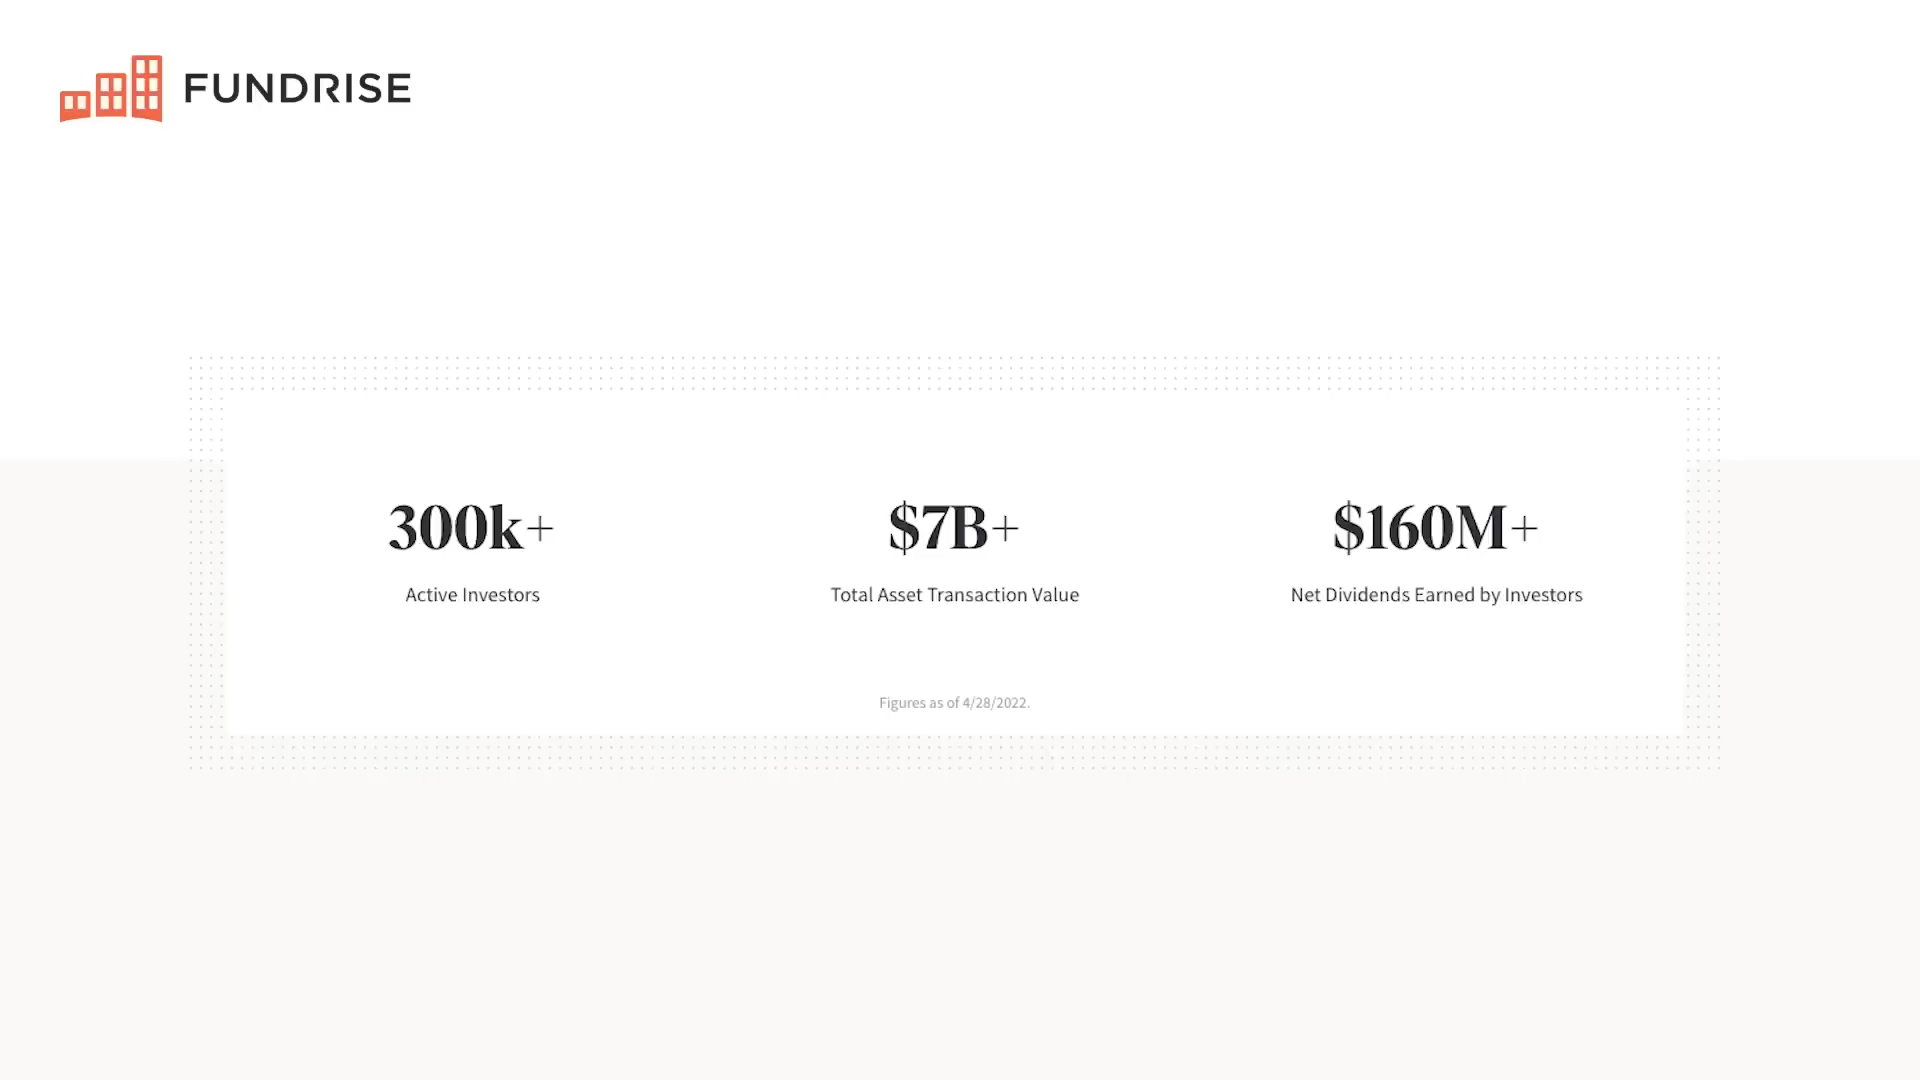 FUNDRISE
300k+
Active Investors
$7B+
Total Asset Transaction Value
$160M+
Net Dividends Earned by Investors
Figures as of 4/28/2022.